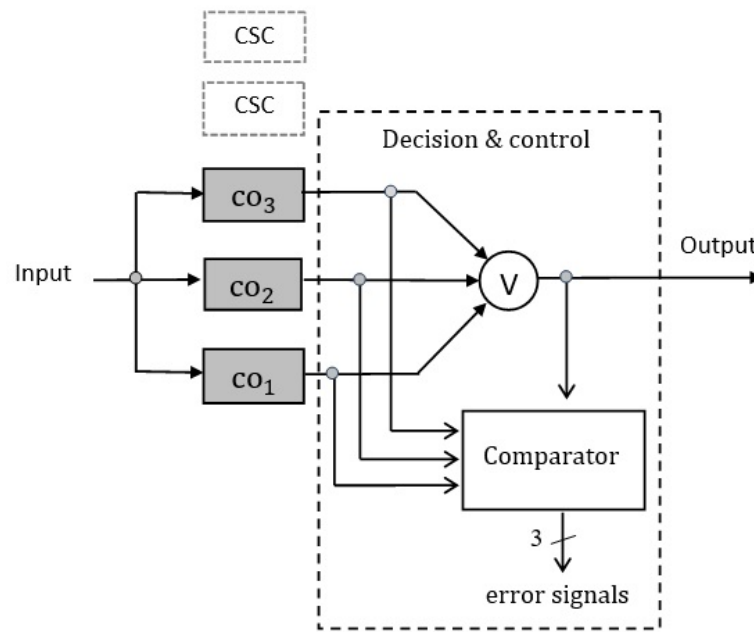 CSC
CSC
Decision & control
co₃
Input
co₂
V
Output
co₁
Comparator
3
error signals